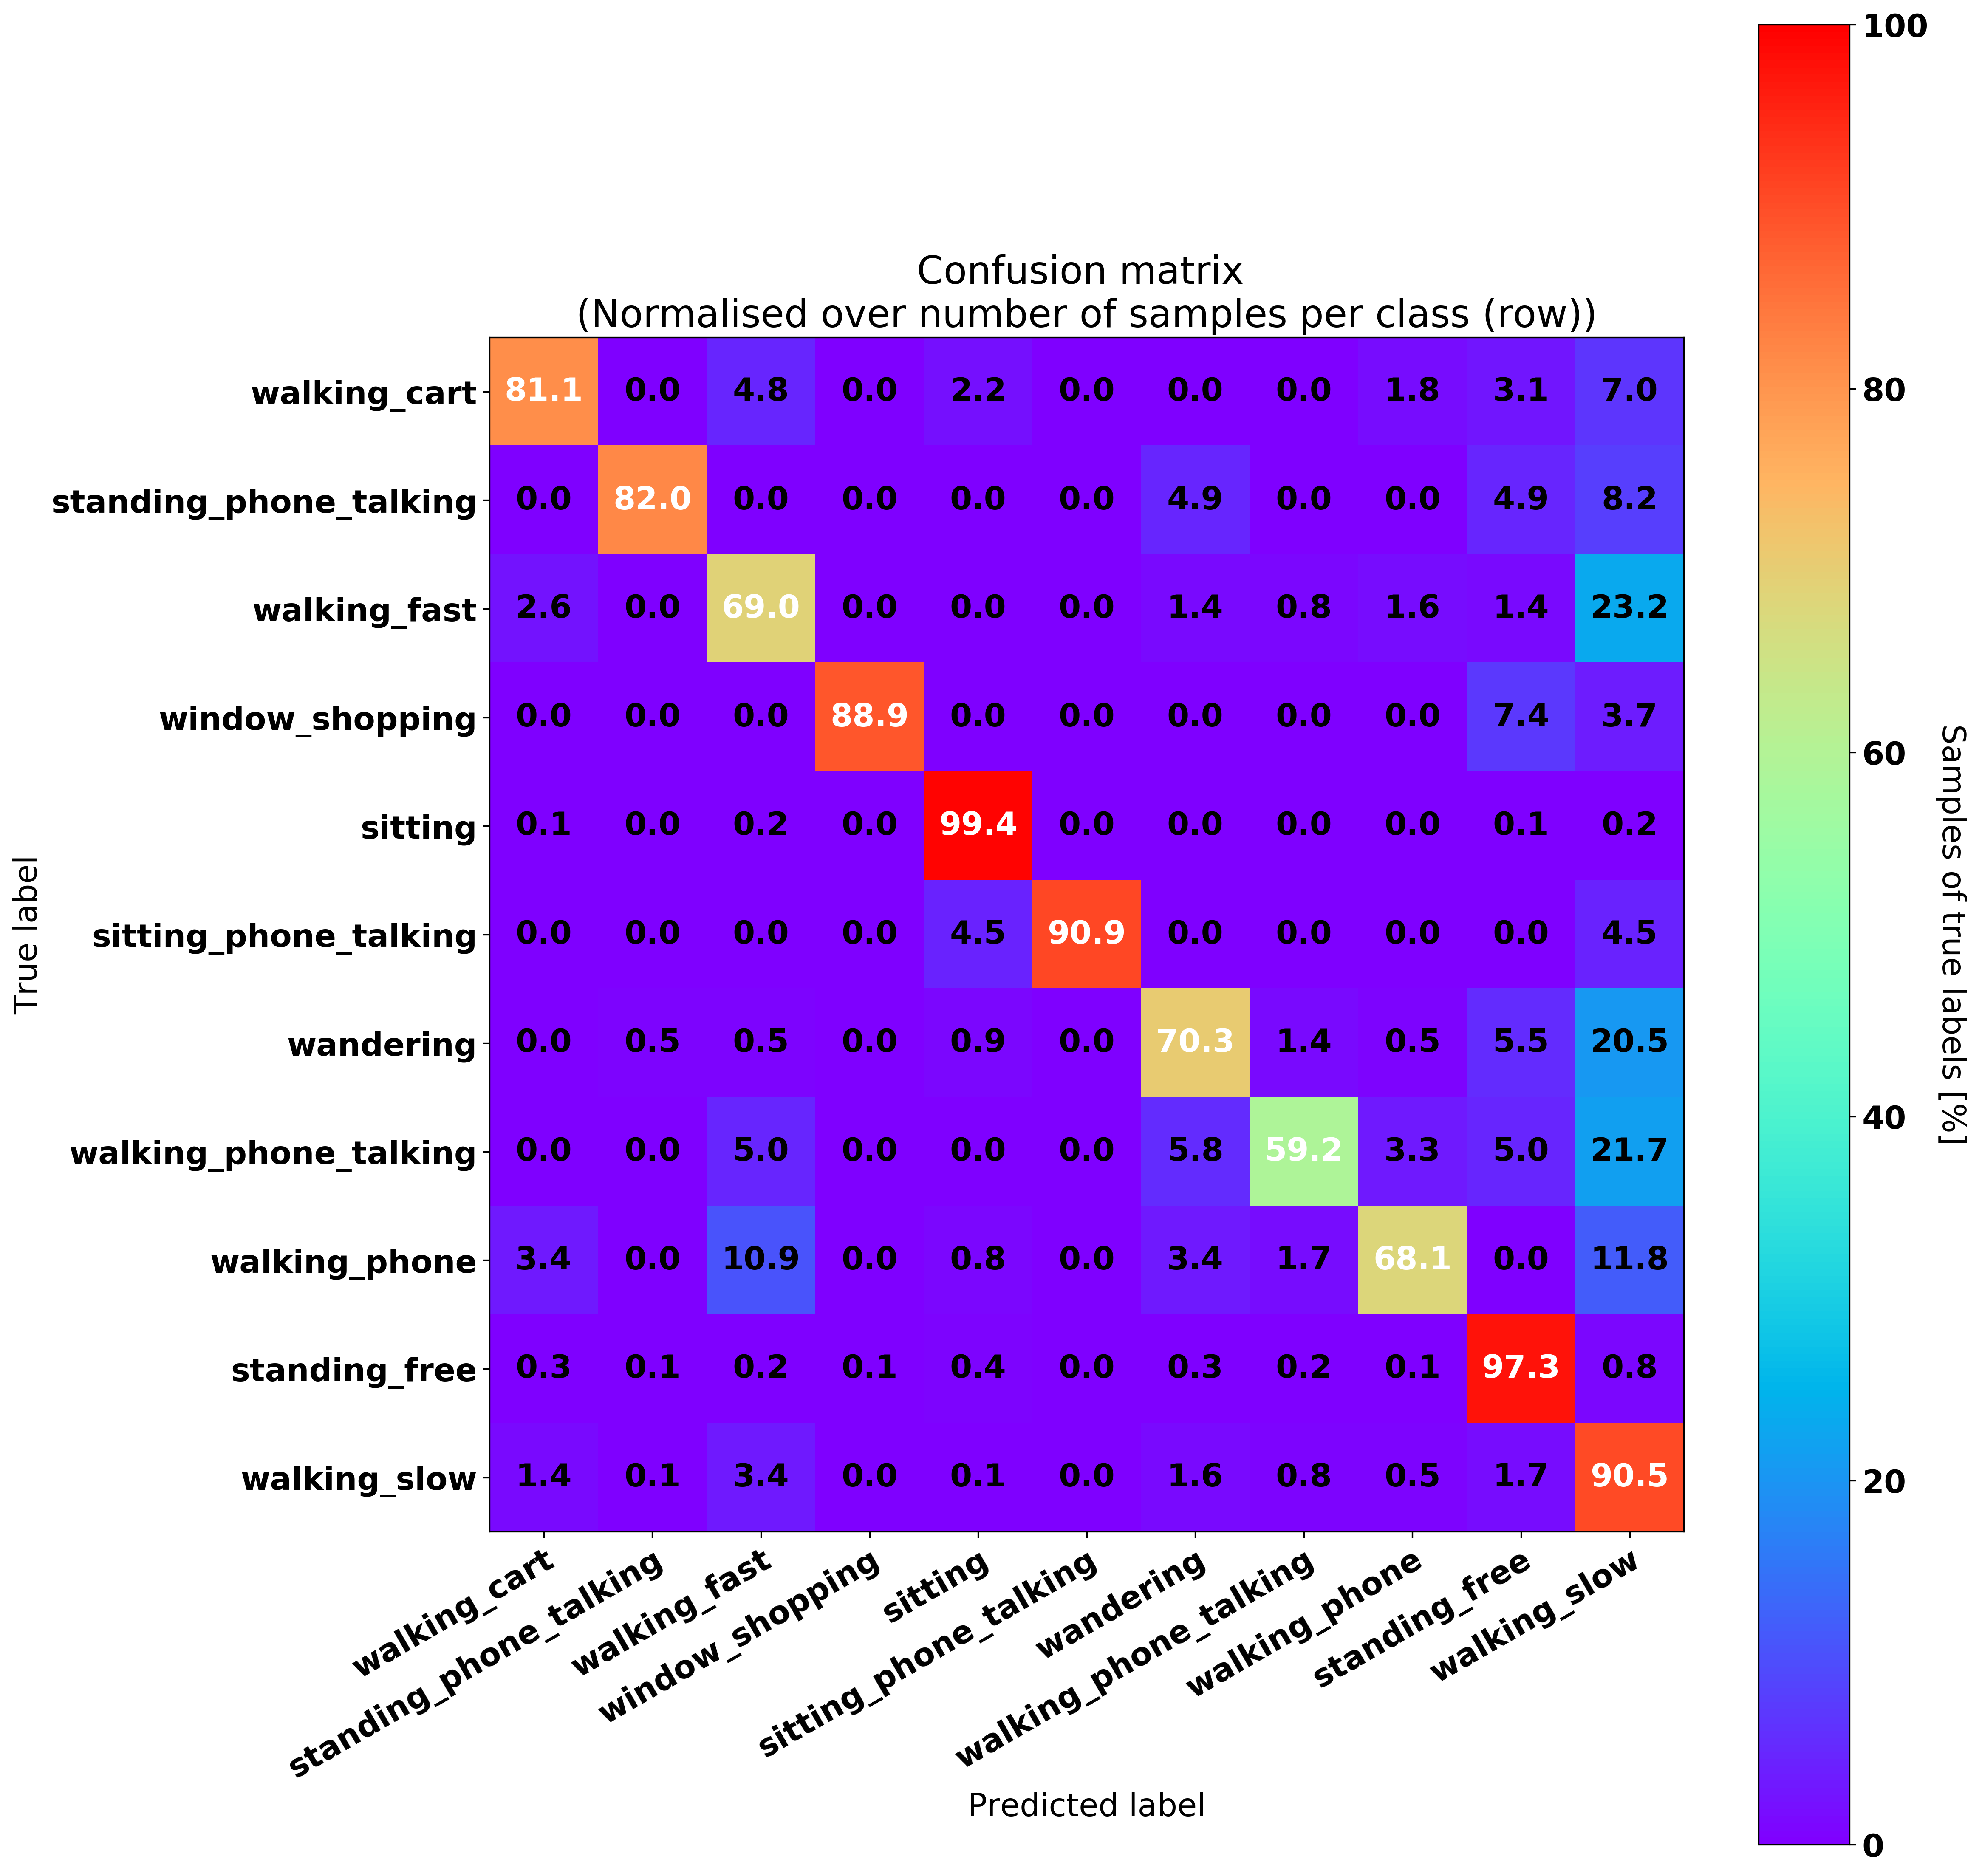 Confusion matrix
(Normalised over number of samples per class (row))
walking_cart 81.1 0.0 4.8 0.0 2.2 0.0 0.0 0.0 1.8 3.1 7.0
standing_phone_talking 0.0 82.0 0.0 0.0 0.0 0.0 4.9 0.0 0.0 4.9 8.2
walking_fast 2.6 0.0 69.0 0.0 0.0 0.0 1.4 0.8 1.6 1.4 23.2
window_shopping 0.0 0.0 0.0 88.9 0.0 0.0 0.0 0.0 0.0 7.4 3.7
sitting 0.1 0.0 0.2 0.0 99.4 0.0 0.0 0.0 0.0 0.1 0.2
sitting_phone_talking 0.0 0.0 0.0 0.0 4.5 90.9 0.0 0.0 0.0 0.0 4.5
wandering 0.0 0.5 0.5 0.0 0.9 0.0 70.3 1.4 0.5 5.5 20.5
walking_phone_talking 0.0 0.0 5.0 0.0 0.0 0.0 5.8 59.2 3.3 5.0 21.7
walking_phone 3.4 0.0 10.9 0.0 0.8 0.0 3.4 1.7 68.1 0.0 11.8
standing_free 0.3 0.1 0.2 0.1 0.4 0.0 0.3 0.2 0.1 97.3 0.8
walking_slow 1.4 0.1 3.4 0.0 0.1 0.0 1.6 0.8 0.5 1.7 90.5
True label
walking_cart
standing_phone_talking
walking_fast
window_shopping
sitting
sitting_phone_talking
wandering
walking_phone_talking
walking_phone
standing_free
walking_slow
Predicted label
100
80
60
40
20
0
Samples of true labels [%]